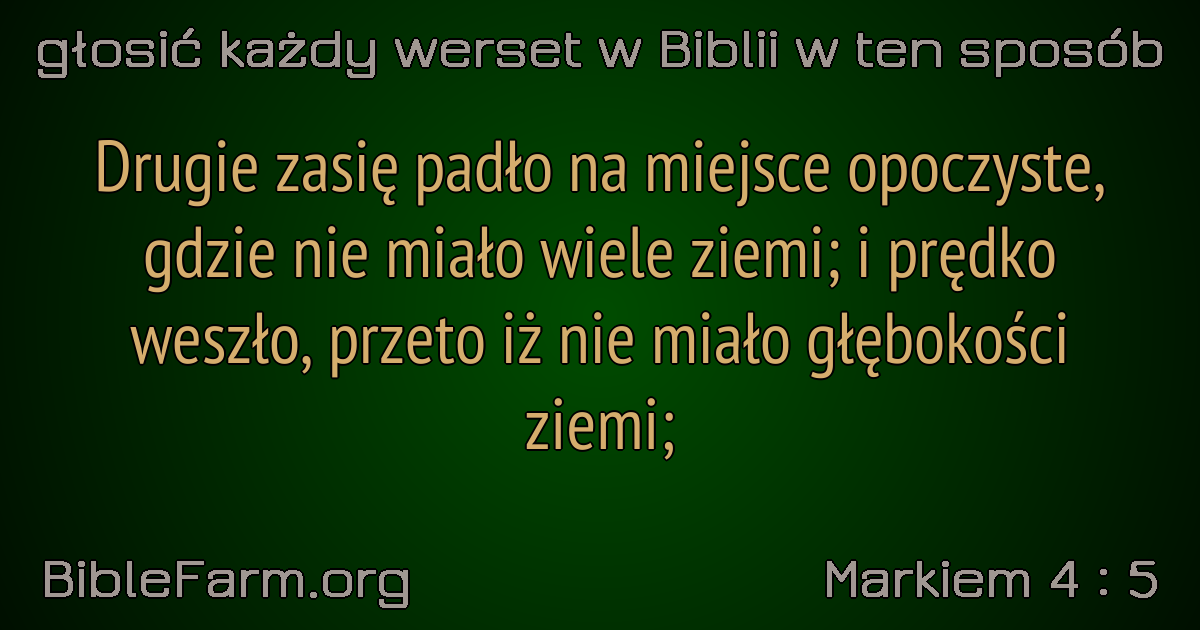 głosić każdy werset w Biblii w ten sposób
Drugie zasię padło na miejsce opoczyste,
gdzie nie miało wiele ziemi; i prędko
weszło, przeto iż nie miało głębokości
ziemi;
BibleFarm.org
Markiem 4 : 5